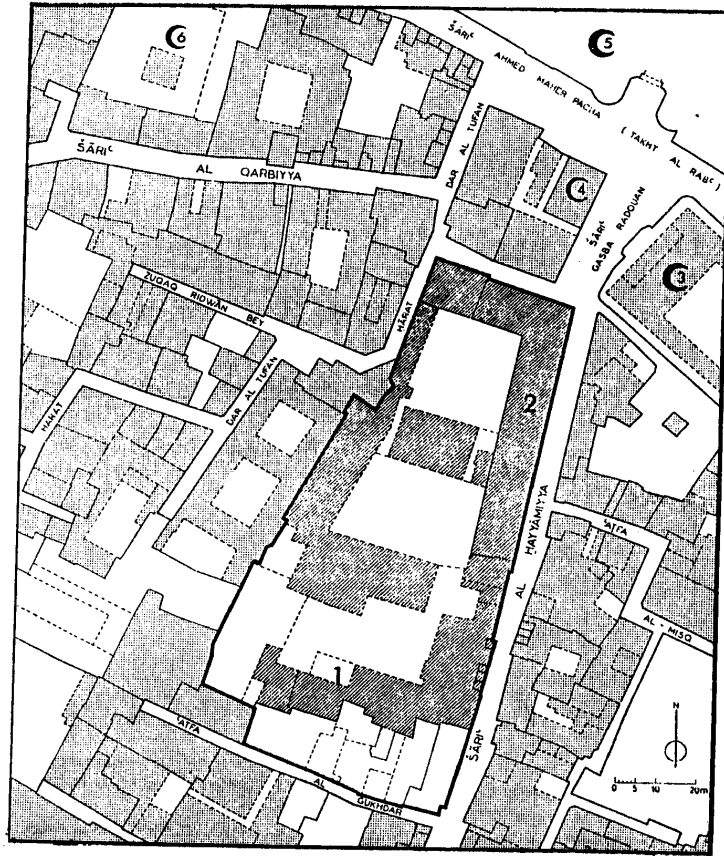 6
5
ŠĀRIᶜ AHMED MAHER PACHA ( TAKHT AL RABᶜ)
ŠĀRIᶜ AL QARBIYYA
DAR AL TUFAN
4
ŠĀRIᶜ QASBA RADOUAN
3
ZUQAQ RIDWĀN BEY
HĀRAT
DAR AL TUFAN
HARAT
2
ŠĀRIᶜ AL HAYYĀMIYYA
ᶜATFA AL-MISQ
1
ᶜATFA AL GUKHDAR
N
0 5 10 20m